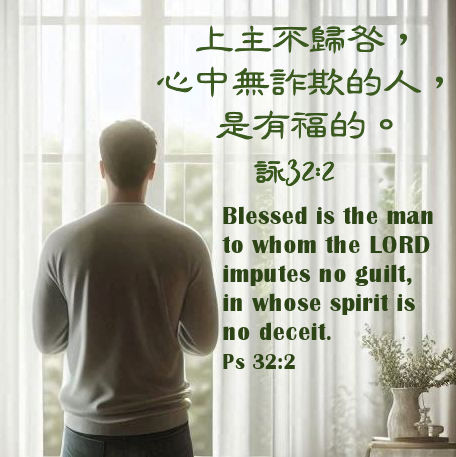 上主不歸咎，
心中無詐欺的人，
是有福的。
詠32:2
Blessed is the man
to whom the LORD
imputes no guilt,
in whose spirit is
no deceit.
Ps 32:2